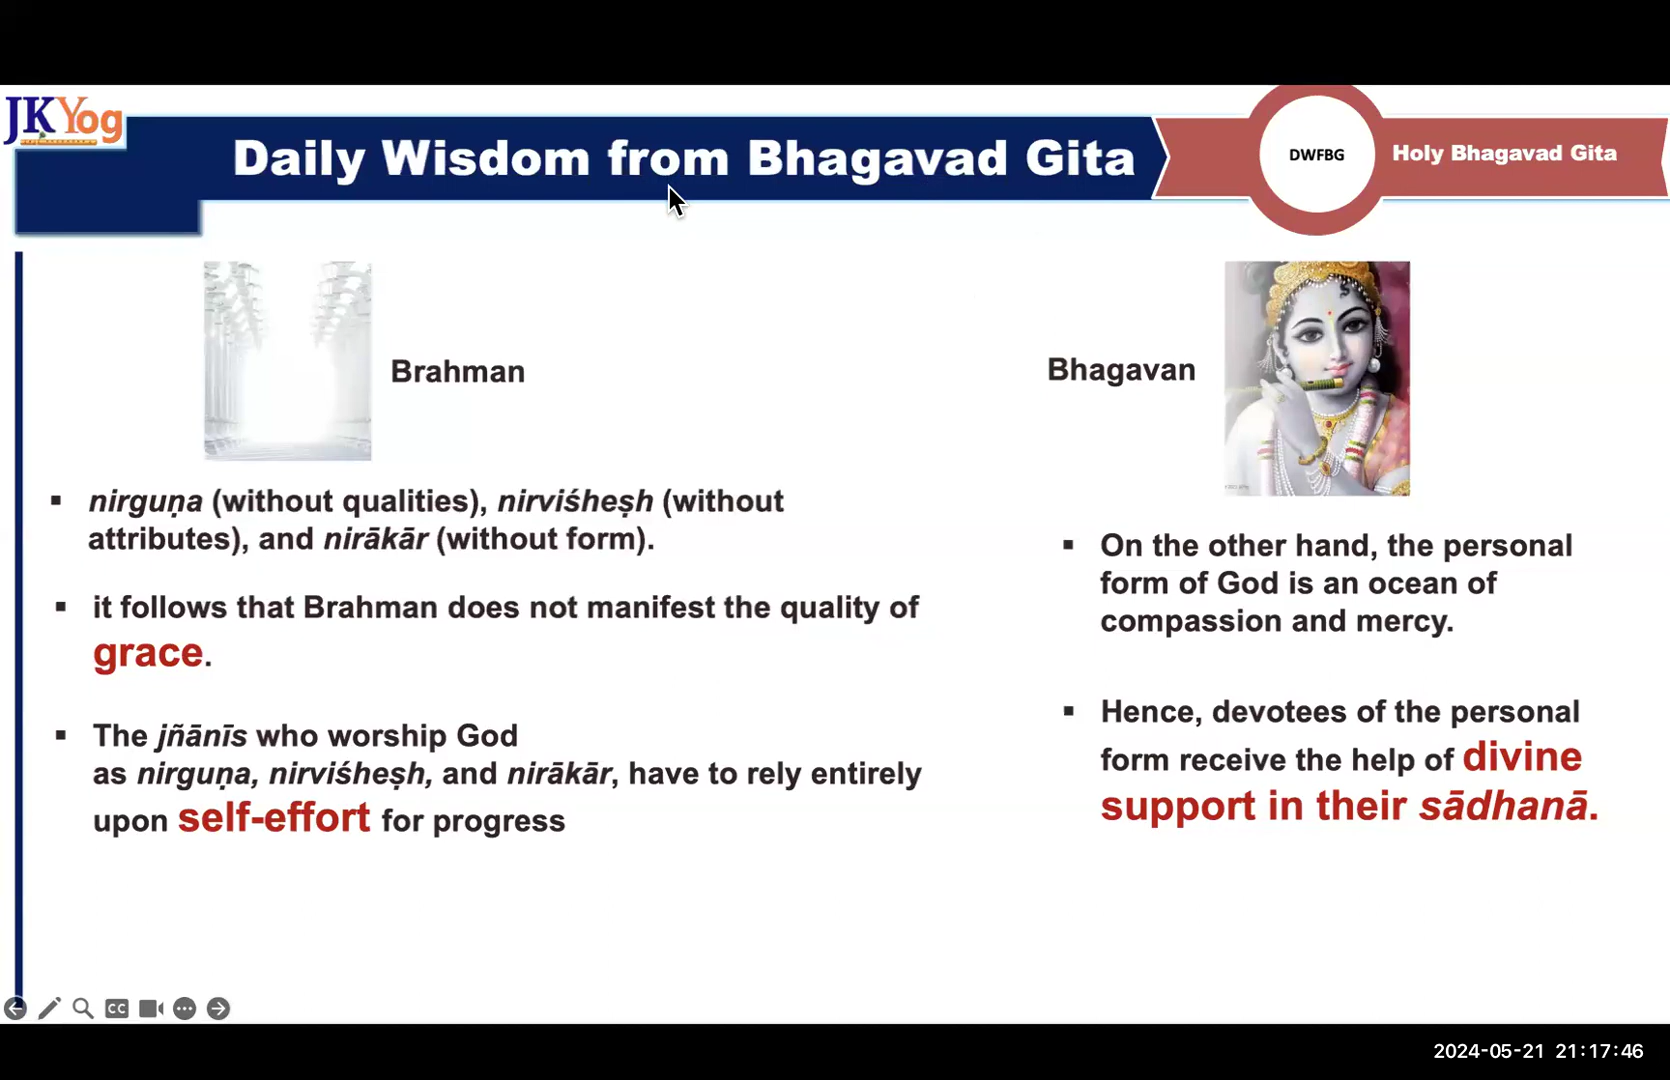 JKYog
Daily Wisdom from Bhagavad Gita
DWFBG
Holy Bhagavad Gita
Brahman
▪ nirguṇa (without qualities), nirviśheṣh (without
attributes), and nirākār (without form).
▪ it follows that Brahman does not manifest the quality of
grace.
▪ The jñānīs who worship God
as nirguṇa, nirviśheṣh, and nirākār, have to rely entirely
upon self-effort for progress
Bhagavan
▪ On the other hand, the personal
form of God is an ocean of
compassion and mercy.
▪ Hence, devotees of the personal
form receive the help of divine
support in their sādhanā.
CC
2024-05-21 21:17:46